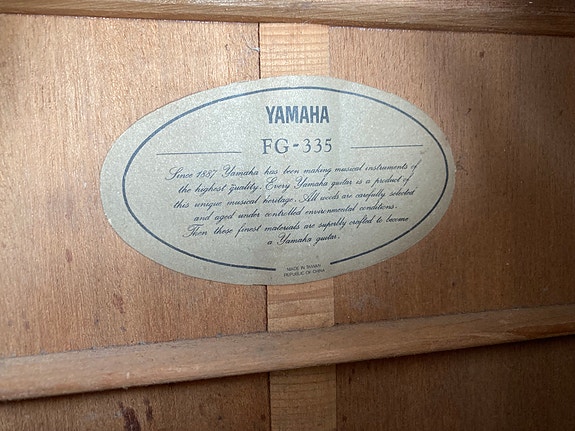 YAMAHA
FG-335
Since 1887 Yamaha has been making musical instruments of
the highest quality. Every Yamaha guitar is a product of
this unique musical heritage. All woods are carefully selected
and aged under controlled environmental conditions.
Then these finest materials are superbly crafted to become
a Yamaha guitar.
MADE IN TAIWAN
REPUBLIC OF CHINA